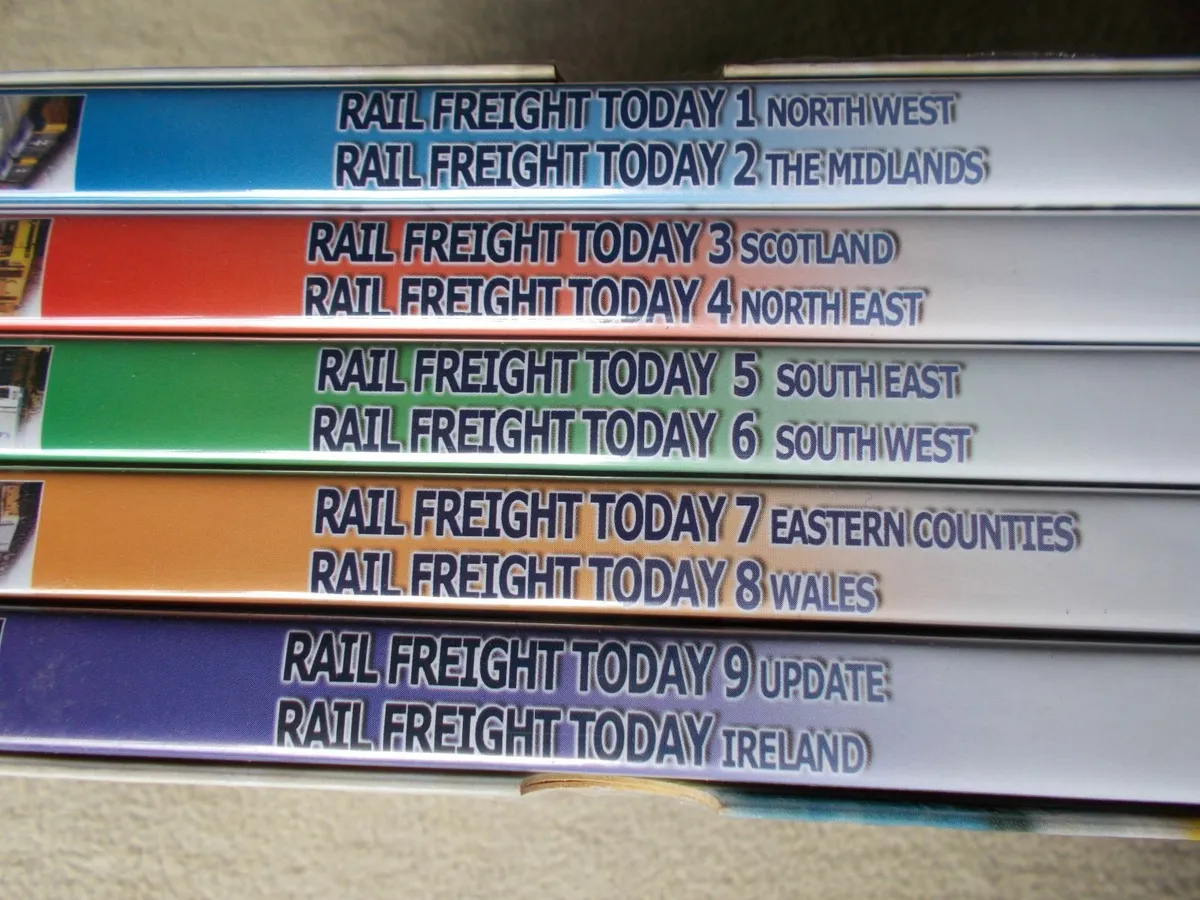 RAIL FREIGHT TODAY 1 NORTH WEST
RAIL FREIGHT TODAY 2 THE MIDLANDS
RAIL FREIGHT TODAY 3 SCOTLAND
RAIL FREIGHT TODAY 4 NORTH EAST
RAIL FREIGHT TODAY 5 SOUTH EAST
RAIL FREIGHT TODAY 6 SOUTH WEST
RAIL FREIGHT TODAY 7 EASTERN COUNTIES
RAIL FREIGHT TODAY 8 WALES
RAIL FREIGHT TODAY 9 UPDATE
RAIL FREIGHT TODAY IRELAND